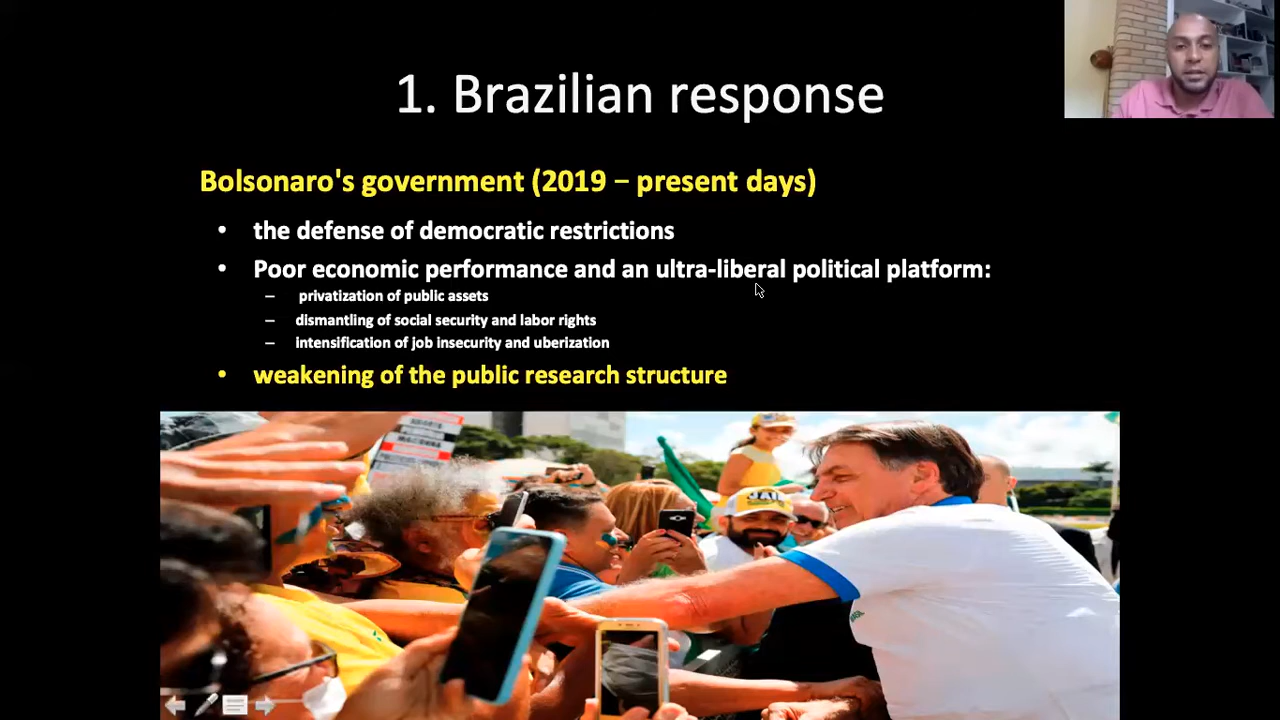 1. Brazilian response
Bolsonaro's government (2019 – present days)
• the defense of democratic restrictions
• Poor economic performance and an ultra-liberal political platform:
– privatization of public assets
– dismantling of social security and labor rights
– intensification of job insecurity and uberization
• weakening of the public research structure
JAIR